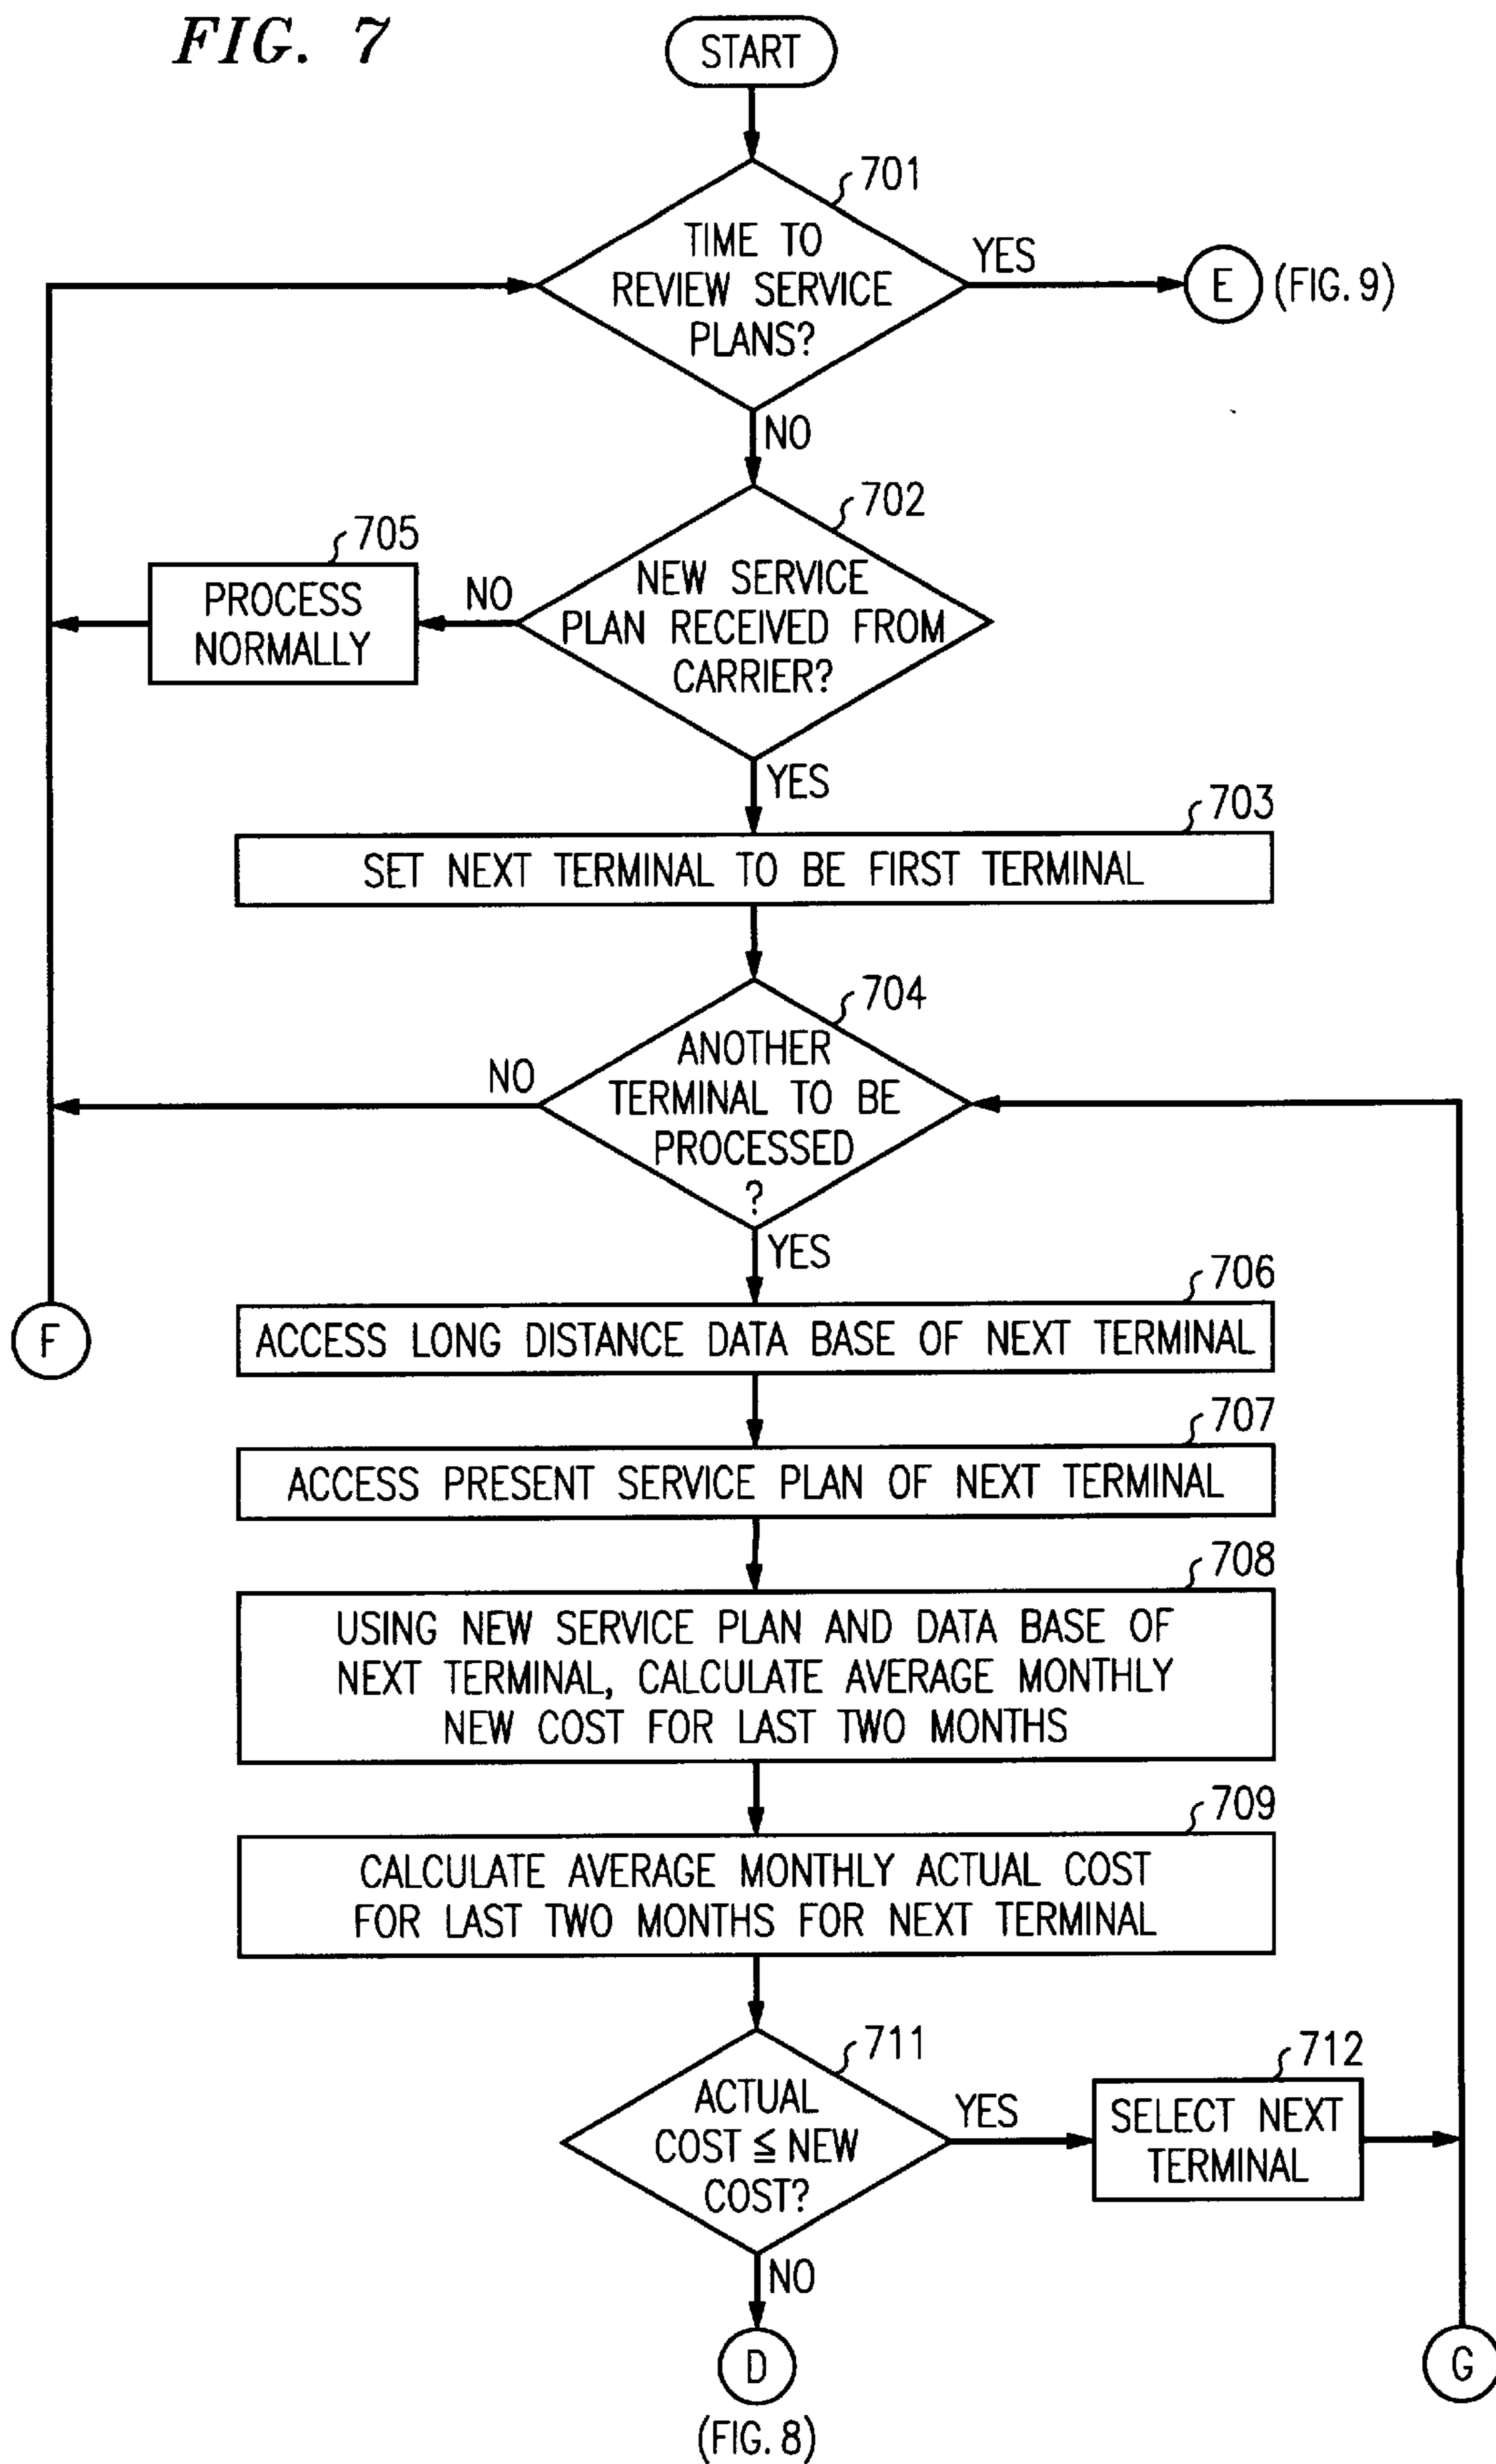 FIG. 7
START
701
TIME TO
REVIEW SERVICE
PLANS?
YES
E
(FIG. 9)
NO
702
NEW SERVICE
PLAN RECEIVED FROM
CARRIER?
NO
705
PROCESS
NORMALLY
YES
703
SET NEXT TERMINAL TO BE FIRST TERMINAL
704
ANOTHER
TERMINAL TO BE
PROCESSED
?
NO
YES
F
706
ACCESS LONG DISTANCE DATA BASE OF NEXT TERMINAL
707
ACCESS PRESENT SERVICE PLAN OF NEXT TERMINAL
708
USING NEW SERVICE PLAN AND DATA BASE OF
NEXT TERMINAL, CALCULATE AVERAGE MONTHLY
NEW COST FOR LAST TWO MONTHS
709
CALCULATE AVERAGE MONTHLY ACTUAL COST
FOR LAST TWO MONTHS FOR NEXT TERMINAL
711
ACTUAL
COST ≦ NEW
COST?
YES
712
SELECT NEXT
TERMINAL
NO
D
(FIG. 8)
G